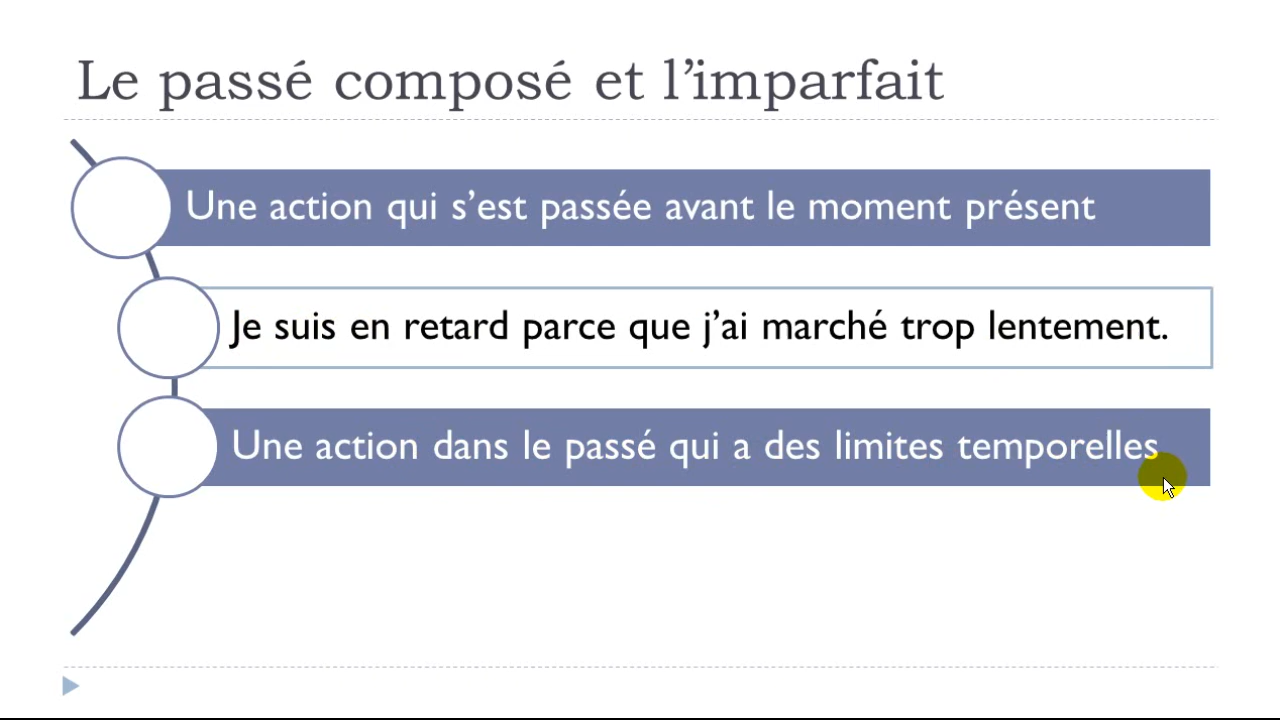 Le passé composé et l’imparfait
Une action qui s’est passée avant le moment présent
Je suis en retard parce que j’ai marché trop lentement.
Une action dans le passé qui a des limites temporelles